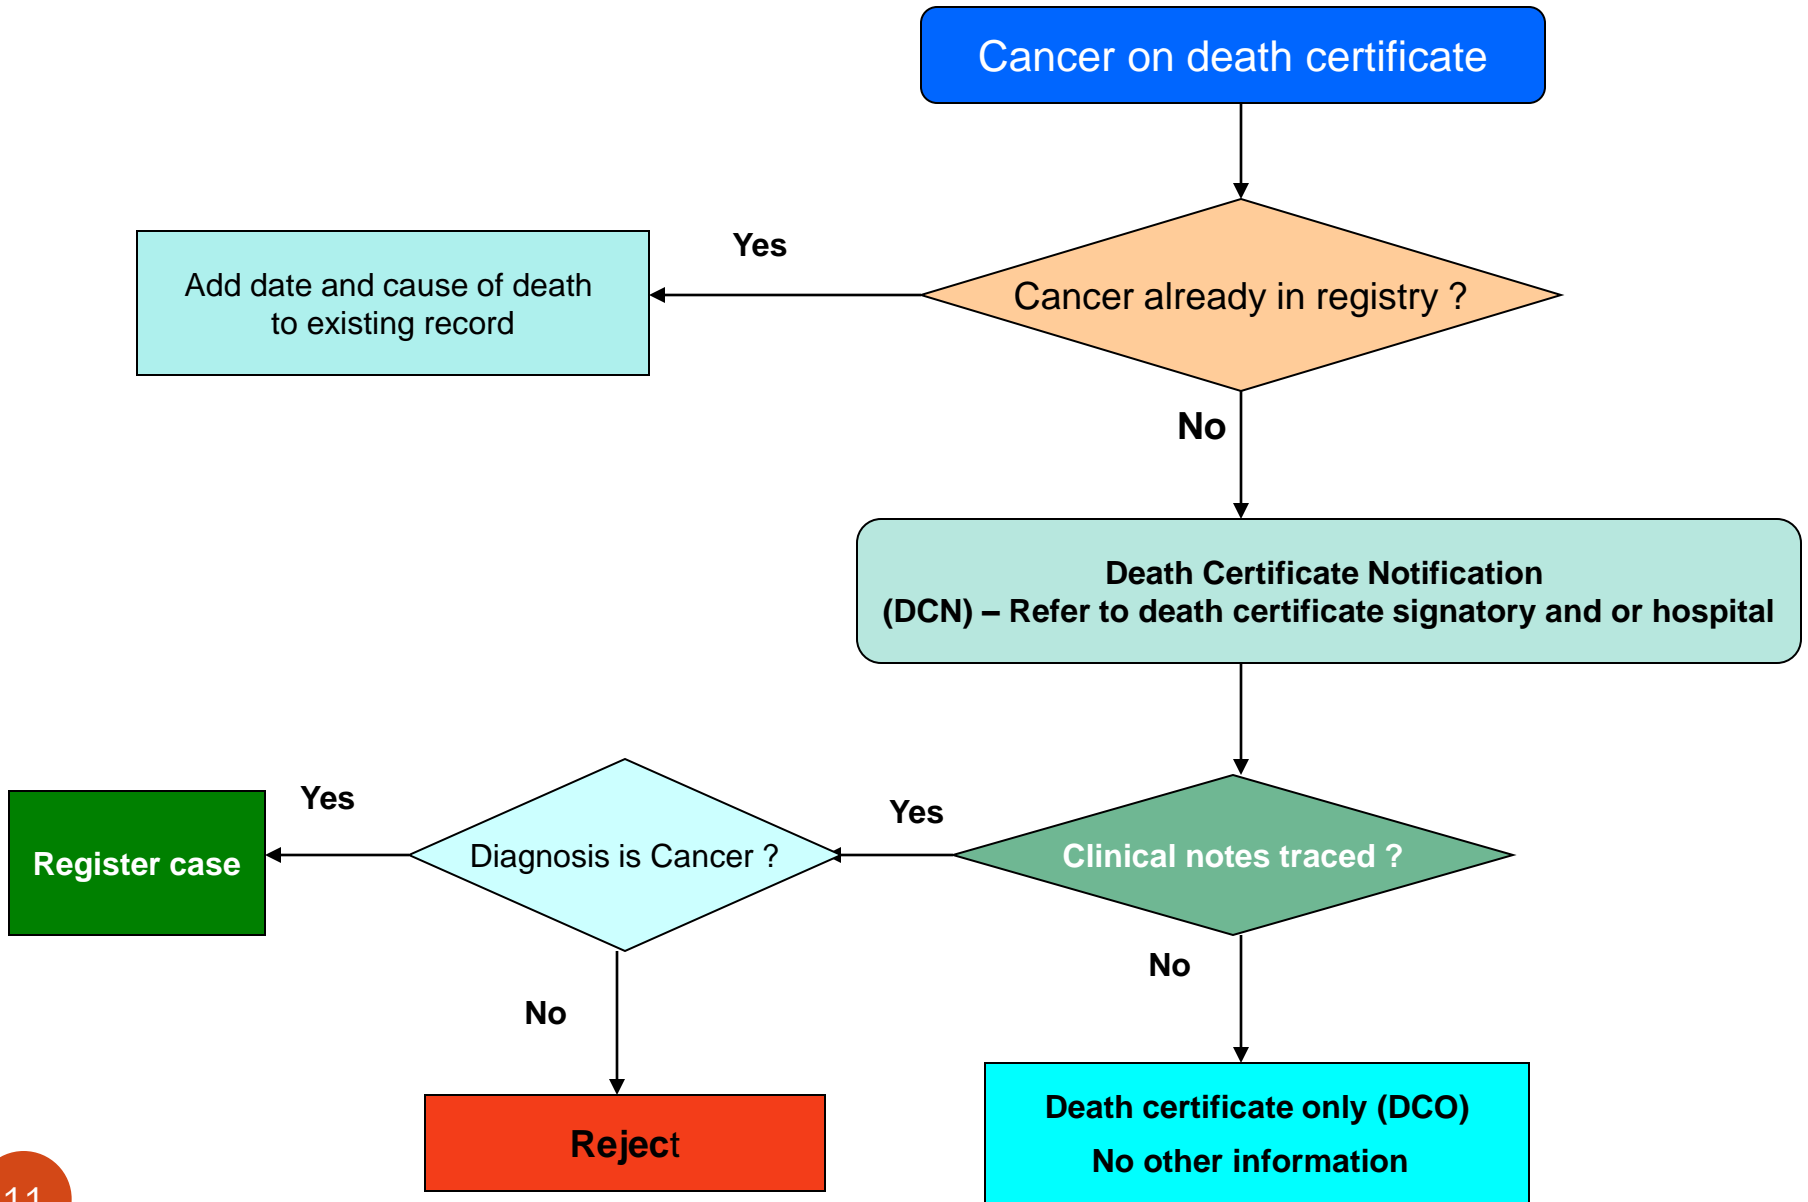 Cancer on death certificate
Yes
Add date and cause of death
to existing record
Cancer already in registry ?
No
Death Certificate Notification
(DCN) – Refer to death certificate signatory and or hospital
Yes
Yes
Register case
Diagnosis is Cancer ?
Clinical notes traced ?
No
No
Reject
Death certificate only (DCO)
No other information
11